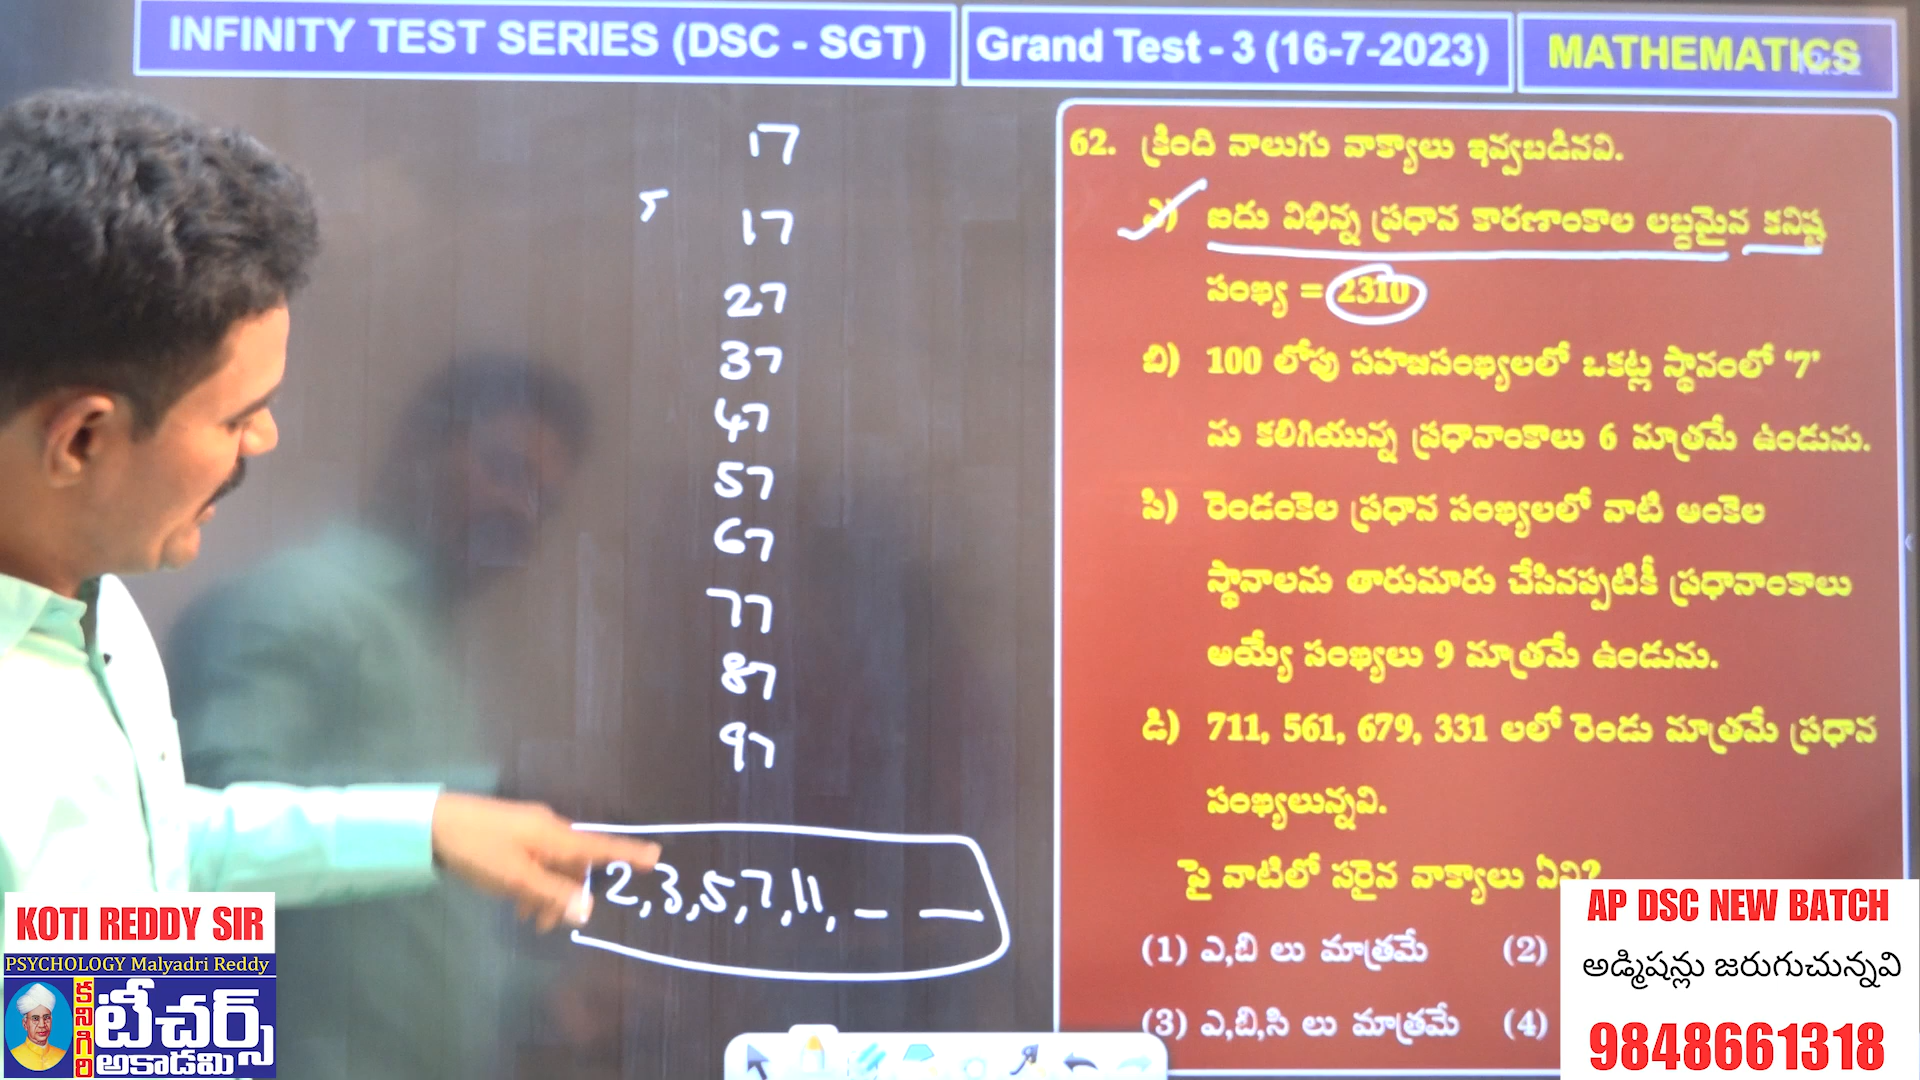 INFINITY TEST SERIES (DSC - SGT)
Grand Test - 3 (16-7-2023)
MATHEMATICS
17
17
27
37
47
57
67
77
87
97
2,3,5,7,11, — —
62. క్రింది నాలుగు వాక్యాలు ఇవ్వబడినవి.
ఎ) ఐదు విభిన్న ప్రధాన కారణాంకాల లబ్దమైన కనిష్ట
సంఖ్య = 2310
బి) 100 లోపు సహజసంఖ్యలలో ఒకట్ల స్థానంలో ‘7’
ను కలిగియున్న ప్రధానాంకాలు 6 మాత్రమే ఉండును.
సి) రెండంకెల ప్రధాన సంఖ్యలలో వాటి అంకెల
స్థానాలను తారుమారు చేసినప్పటికీ ప్రధానాంకాలు
అయ్యే సంఖ్యలు 9 మాత్రమే ఉండును.
డి) 711, 561, 679, 331 లలో రెండు మాత్రమే ప్రధాన
సంఖ్యలున్నవి.
పై వాటిలో సరైన వాక్యాలు ఏవి?
(1) ఎ,బి లు మాత్రమే (2)
(3) ఎ,బి,సి లు మాత్రమే (4)
KOTI REDDY SIR
PSYCHOLOGY Malyadri Reddy
కనిగిరి
టీచర్స్
అకాడమి
AP DSC NEW BATCH
అడ్మిషన్లు జరుగుచున్నవి
9848661318